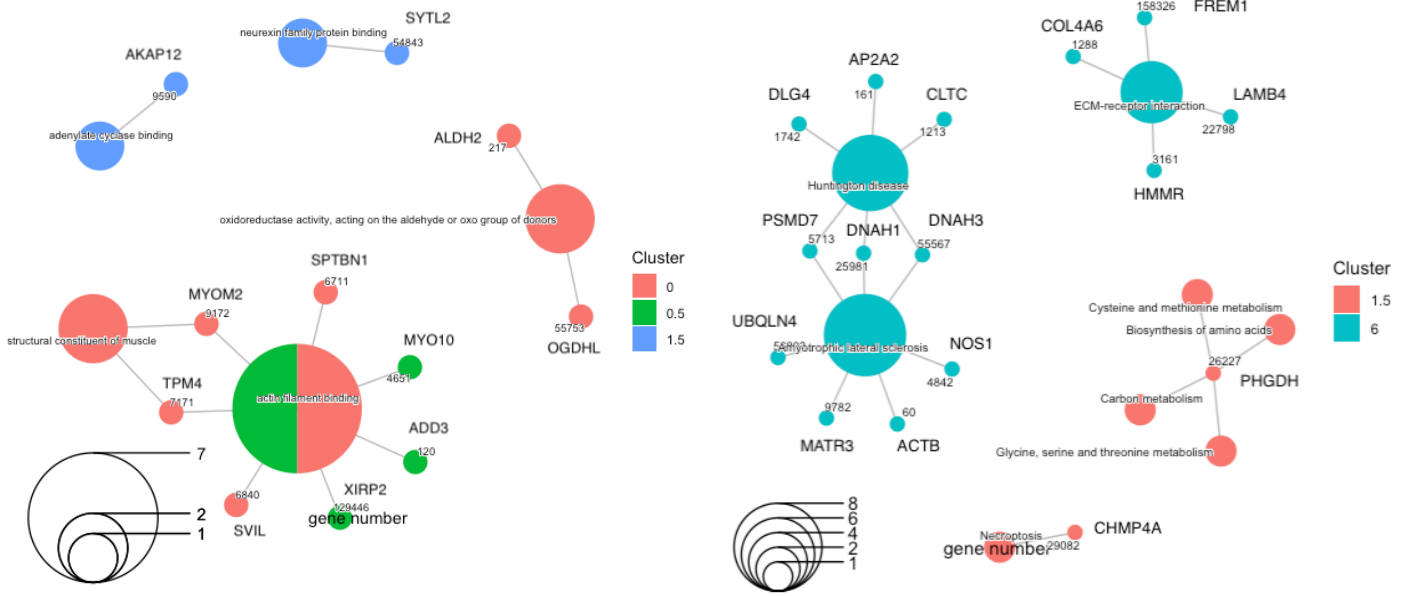 SYTL2
neurexin family protein binding
54843
AKAP12
9590
adenylate cyclase binding
ALDH2
217
oxidoreductase activity, acting on the aldehyde or oxo group of donors
55753
OGDHL
SPTBN1
6711
MYOM2
9172
structural constituent of muscle
TPM4
7171
MYO10
4651
actin filament binding
ADD3
120
XIRP2
129446
gene number
6840
SVIL
7
2
1
Cluster
0
0.5
1.5
158326
FREM1
COL4A6
1288
ECM-receptor interaction
LAMB4
22798
3161
HMMR
AP2A2
161
DLG4
1742
CLTC
1213
Huntington disease
PSMD7
5713
DNAH1
25981
DNAH3
55567
UBQLN4
Amyotrophic lateral sclerosis
NOS1
4842
9782
MATR3
60
ACTB
Cysteine and methionine metabolism
Biosynthesis of amino acids
26227
PHGDH
Carbon metabolism
Glycine, serine and threonine metabolism
Cluster
1.5
6
8
6
4
2
1
Necroptosis
gene number
29082
CHMP4A